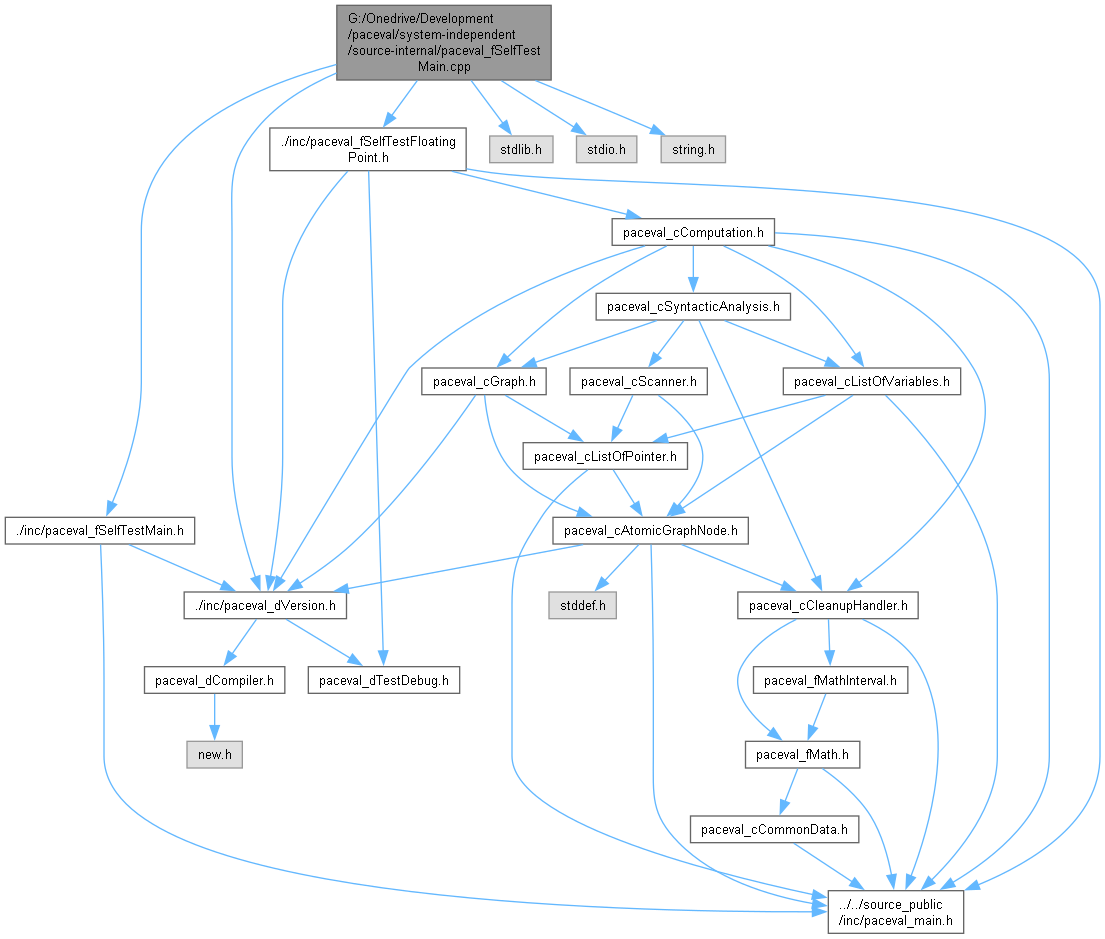 G:/Onedrive/Development
/paceval/system-independent
/source-internal/paceval_fSelfTest
Main.cpp
./inc/paceval_fSelfTestFloating
Point.h
stdlib.h
stdio.h
string.h
paceval_cComputation.h
paceval_cSyntacticAnalysis.h
paceval_cGraph.h
paceval_cScanner.h
paceval_cListOfVariables.h
paceval_cListOfPointer.h
./inc/paceval_fSelfTestMain.h
paceval_cAtomicGraphNode.h
./inc/paceval_dVersion.h
stddef.h
paceval_cCleanupHandler.h
paceval_dCompiler.h
paceval_dTestDebug.h
paceval_fMathInterval.h
new.h
paceval_fMath.h
paceval_cCommonData.h
../../source_public
/inc/paceval_main.h